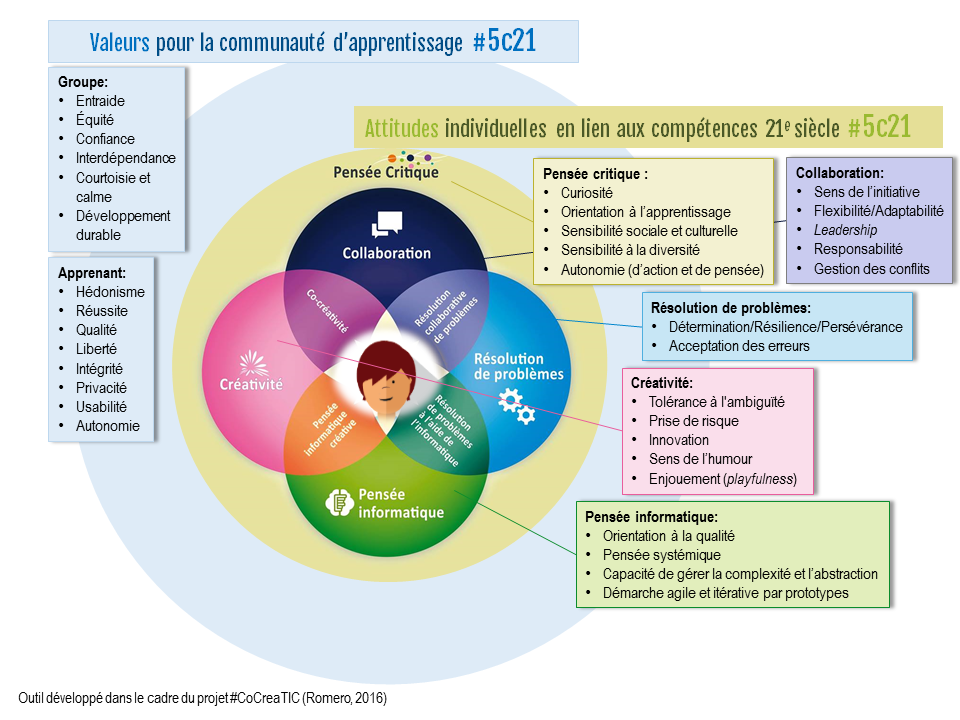 Valeurs pour la communauté d'apprentissage #5c21
Groupe:
• Entraide
• Équité
• Confiance
• Interdépendance
• Courtoisie et
calme
• Développement
durable
Apprenant:
• Hédonisme
• Réussite
• Qualité
• Liberté
• Intégrité
• Privacité
• Usabilité
• Autonomie
Attitudes individuelles en lien aux compétences 21e siècle #5c21
Pensée Critique
Collaboration
Co-créativité
Résolution
collaborative
de problèmes
Créativité
Résolution
de problèmes
Pensée
informatique
créative
Résolution
de problèmes
à l'aide de
l'informatique
Pensée
informatique
Pensée critique :
• Curiosité
• Orientation à l'apprentissage
• Sensibilité sociale et culturelle
• Sensibilité à la diversité
• Autonomie (d'action et de pensée)
Collaboration:
• Sens de l'initiative
• Flexibilité/Adaptabilité
• Leadership
• Responsabilité
• Gestion des conflits
Résolution de problèmes:
• Détermination/Résilience/Persévérance
• Acceptation des erreurs
Créativité:
• Tolérance à l'ambiguïté
• Prise de risque
• Innovation
• Sens de l'humour
• Enjouement (playfulness)
Pensée informatique:
• Orientation à la qualité
• Pensée systémique
• Capacité de gérer la complexité et l'abstraction
• Démarche agile et itérative par prototypes
Outil développé dans le cadre du projet #CoCreaTIC (Romero, 2016)